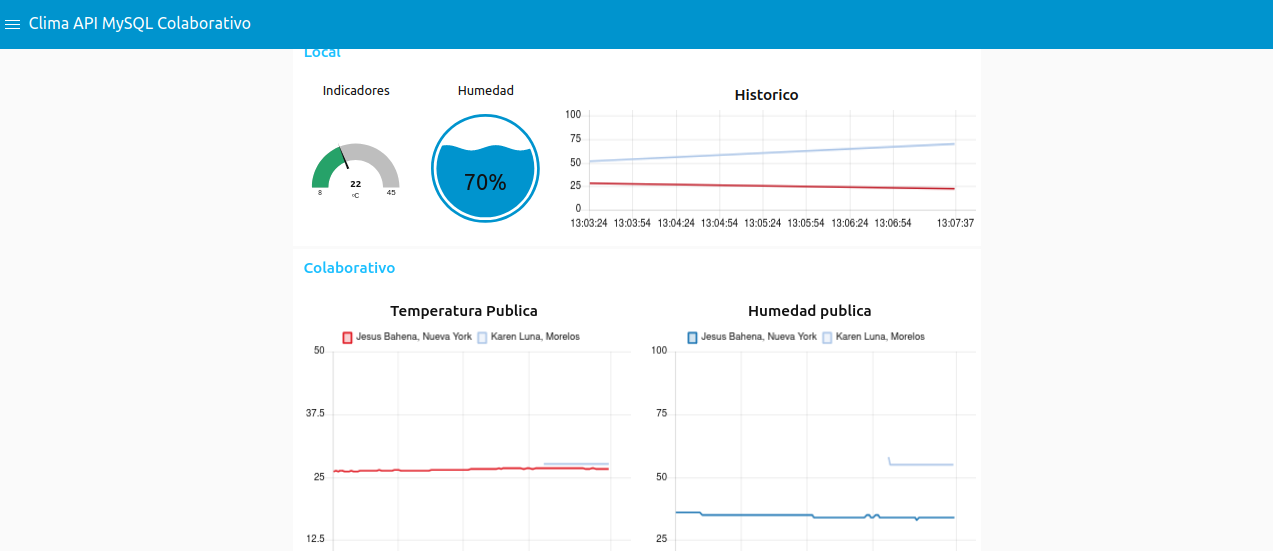 Clima API MySQL Colaborativo
Local
Indicadores
22
ºC
8
45
Humedad
70%
Historico
100
75
50
25
0
13:03:24 13:03:54 13:04:24 13:04:54 13:05:24 13:05:54 13:06:24 13:06:54 13:07:37
Colaborativo
Temperatura Publica
Jesus Bahena, Nueva York Karen Luna, Morelos
50
37.5
25
12.5
Humedad publica
Jesus Bahena, Nueva York Karen Luna, Morelos
100
75
50
25